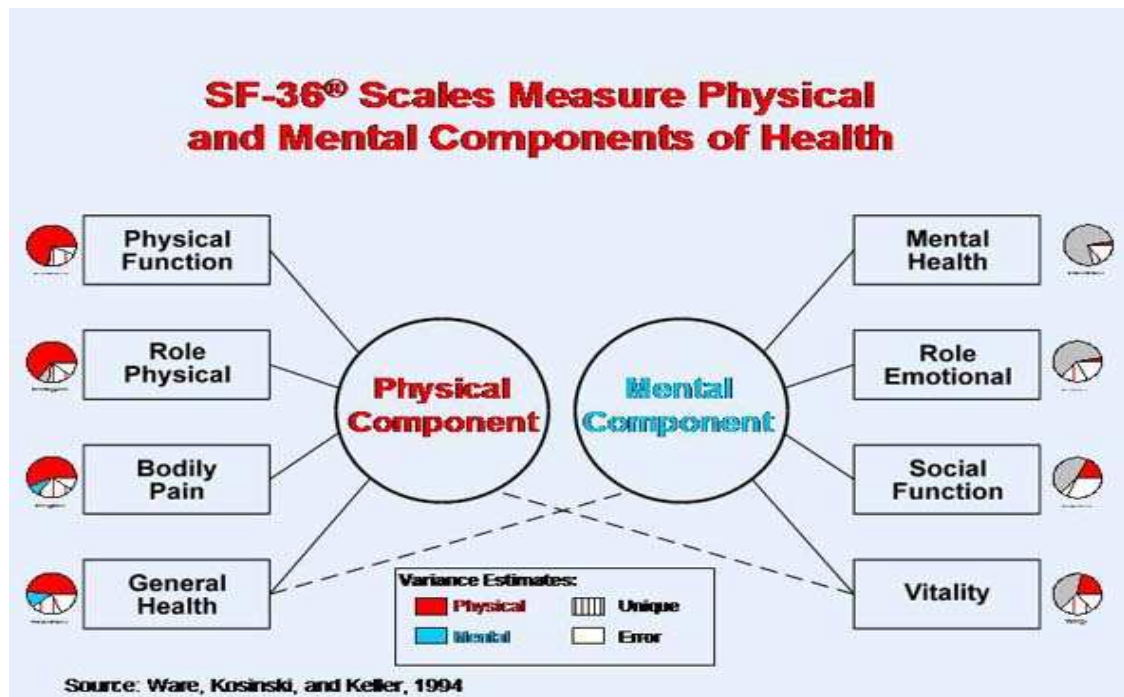 SF-36® Scales Measure Physical
and Mental Components of Health
Physical
Function
Role
Physical
Bodily
Pain
General
Health
Physical
Component
Mental
Component
Mental
Health
Role
Emotional
Social
Function
Vitality
Variance Estimates:
Physical
Unique
Mental
Error
Source: Ware, Kosinski, and Keller, 1994